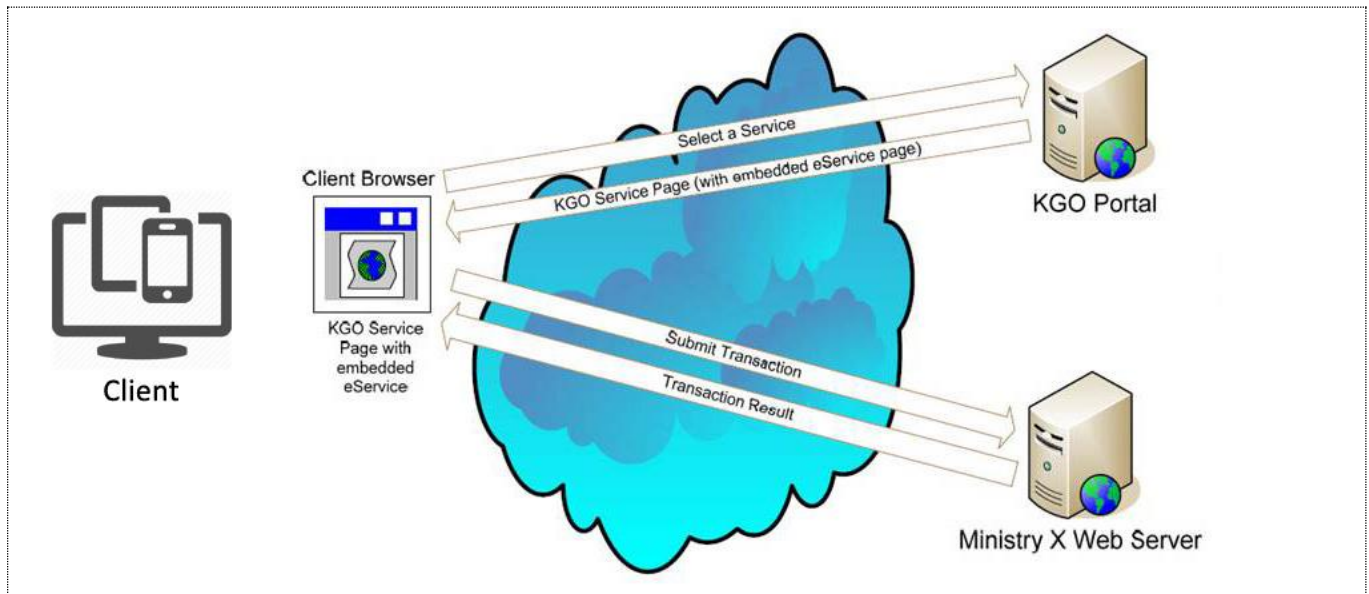 Select a Service
KGO Service Page (with embedded eService page)
KGO Portal
Client Browser
KGO Service
Page with
embedded
eService
Client
Submit Transaction
Transaction Result
Ministry X Web Server